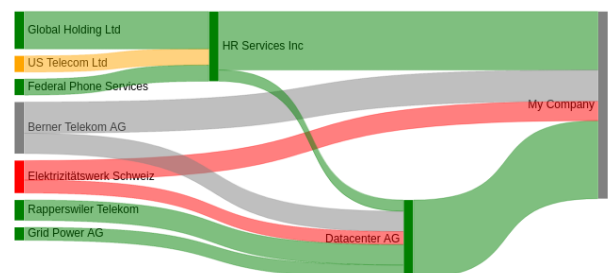 Global Holding Ltd
HR Services Inc
US Telecom Ltd
Federal Phone Services
My Company
Berner Telekom AG
Elektrizitätswerk Schweiz
Rapperswiler Telekom
Grid Power AG
Datacenter AG